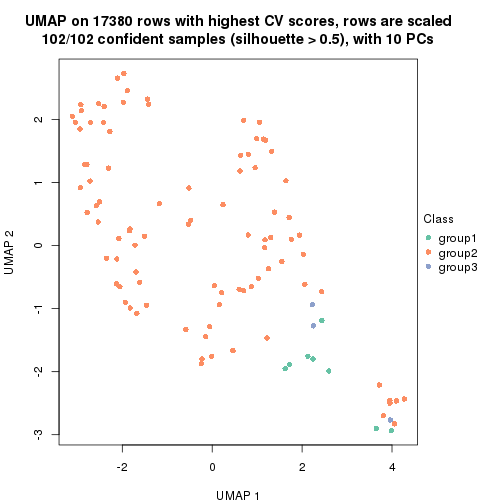 UMAP on 17380 rows with highest CV scores, rows are scaled
102/102 confident samples (silhouette > 0.5), with 10 PCs
2
1
0
-1
-2
-3
UMAP 2
-2
0
2
4
UMAP 1
Class
group1
group2
group3